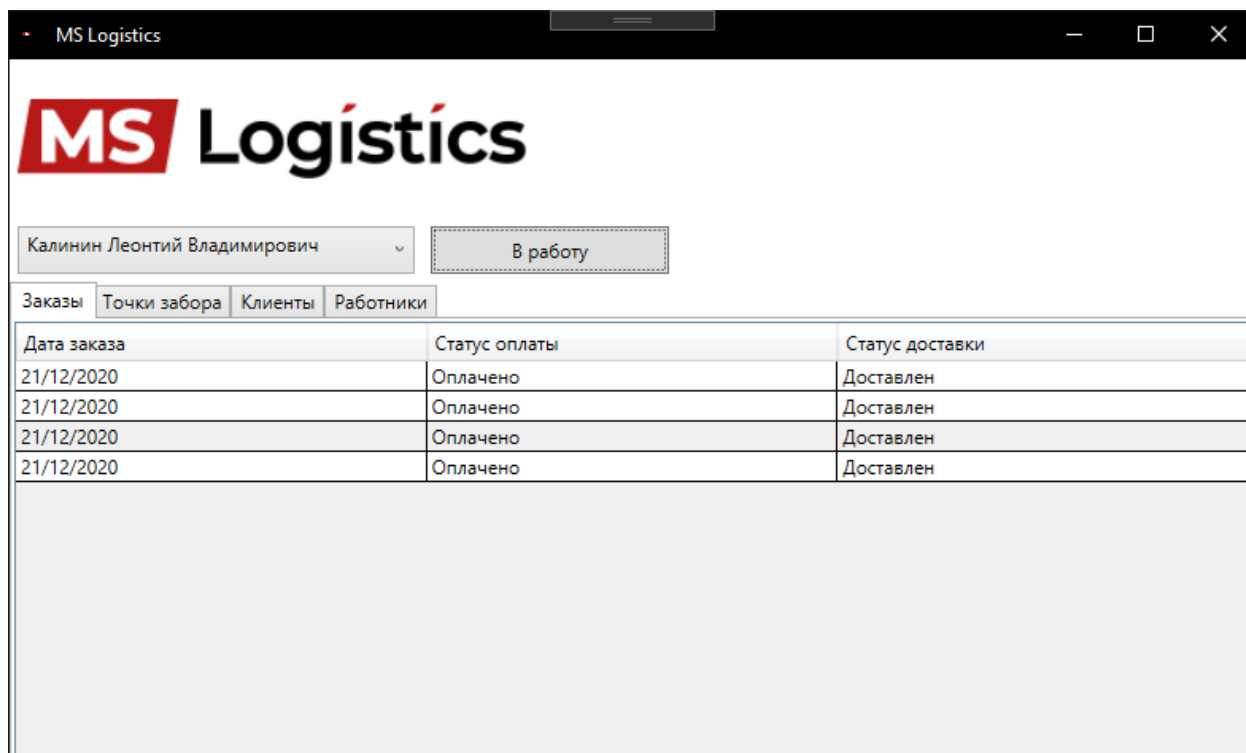 MS Logistics
MS Logistics
Калинин Леонтий Владимирович
В работу
Заказы Точки забора Клиенты Работники
Дата заказа Статус оплаты Статус доставки
21/12/2020 Оплачено Доставлен
21/12/2020 Оплачено Доставлен
21/12/2020 Оплачено Доставлен
21/12/2020 Оплачено Доставлен